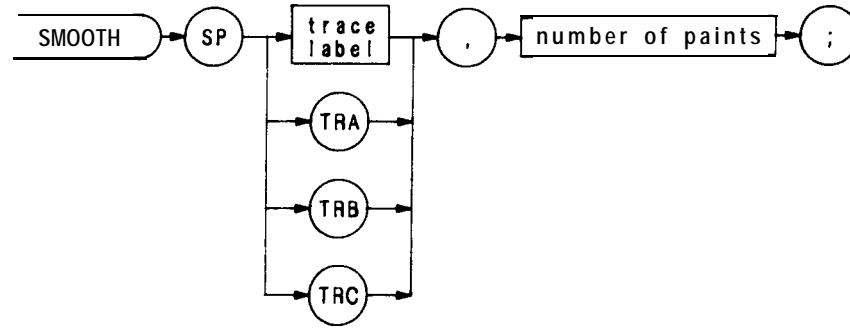 SMOOTH
SP
trace
label
,
number of paints
;
TRA
TRB
TRC